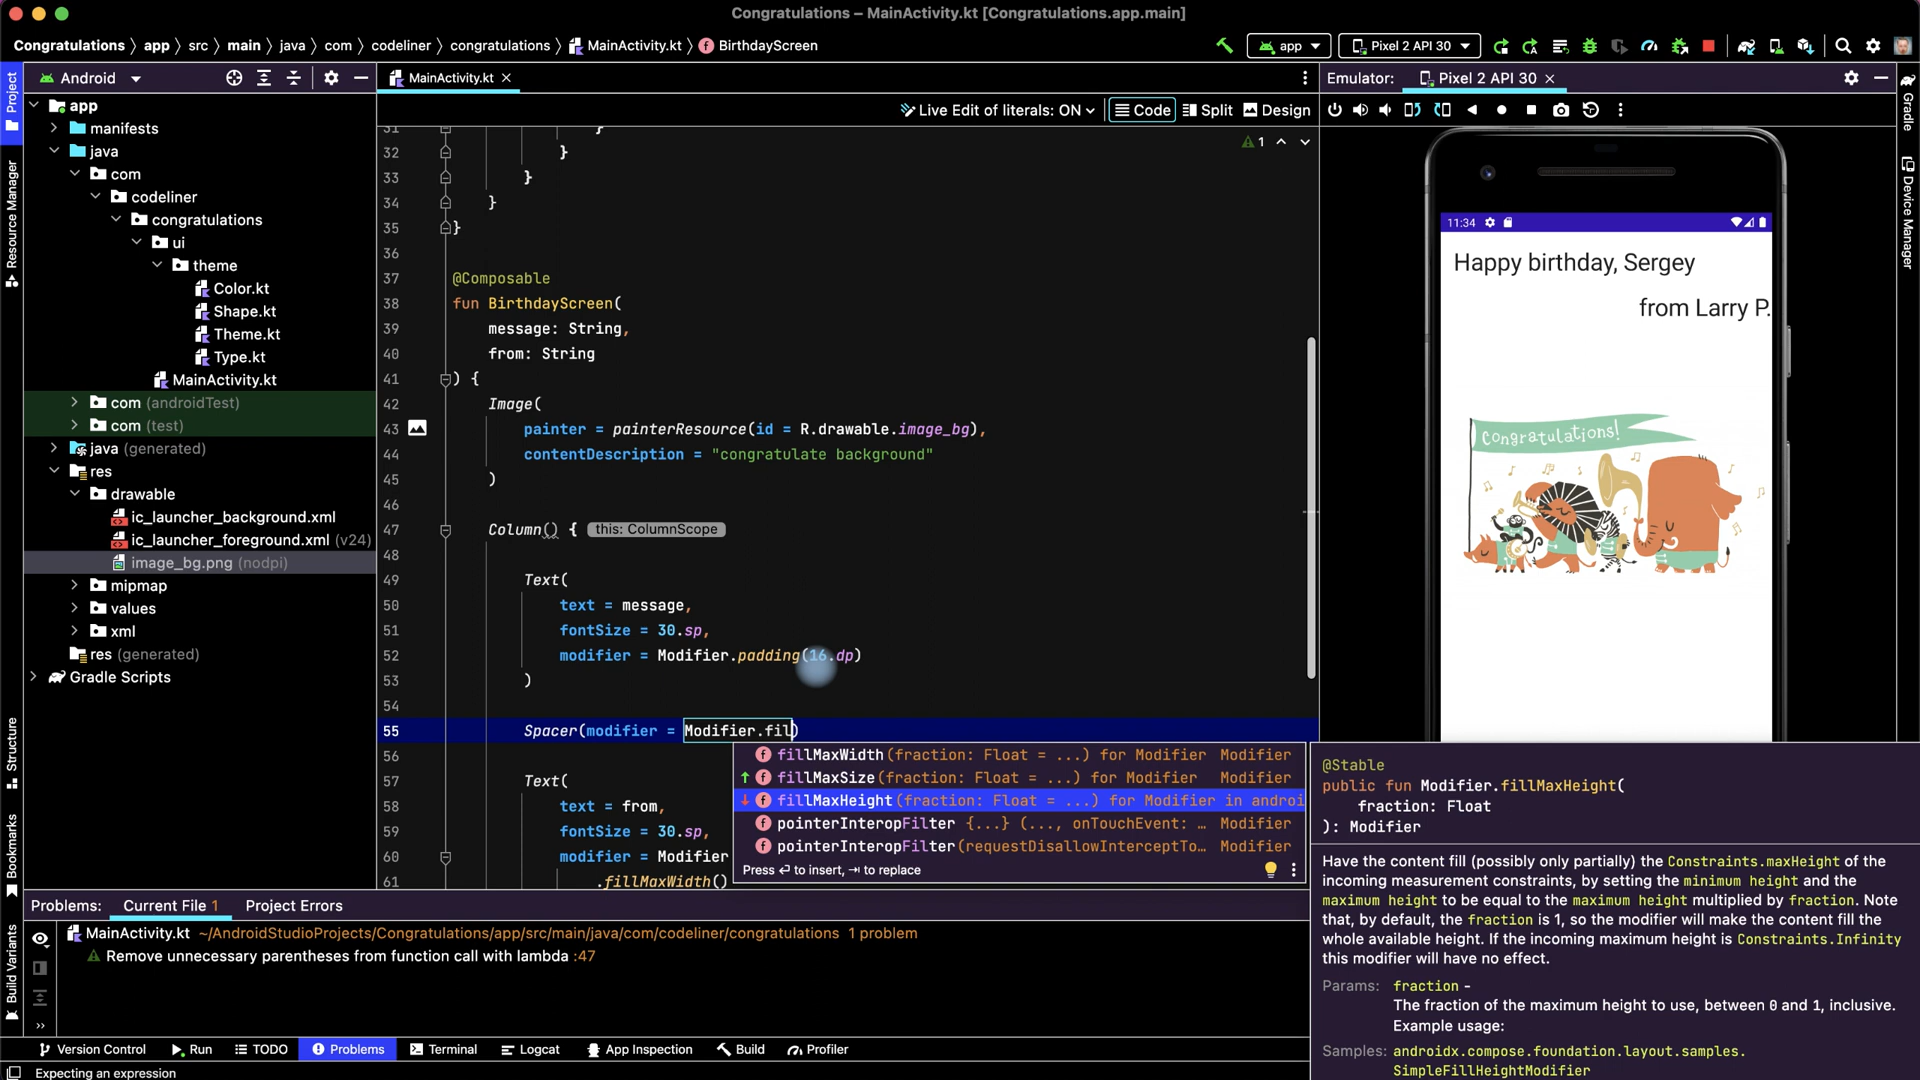 Congratulations – MainActivity.kt [Congratulations.app.main]
Congratulations 〉 app 〉 src 〉 main 〉 java 〉 com 〉 codeliner 〉 congratulations 〉 MainActivity.kt 〉 BirthdayScreen
app
Pixel 2 API 30
Android
MainActivity.kt
Emulator:
Pixel 2 API 30
Live Edit of literals: ON
Code
Split
Design
Project
Resource Manager
Structure
Bookmarks
Build Variants
Gradle
Device Manager
app
manifests
java
com
codeliner
congratulations
ui
theme
Color.kt
Shape.kt
Theme.kt
Type.kt
MainActivity.kt
com (androidTest)
com (test)
java (generated)
res
drawable
ic_launcher_background.xml
ic_launcher_foreground.xml (v24)
image_bg.png (nodpi)
mipmap
values
xml
res (generated)
Gradle Scripts
1
31 }
32 }
33 }
34 }
35 }
36
37 @Composable
38 fun BirthdayScreen(
39 message: String,
40 from: String
41 ) {
42 Image(
43 painter = painterResource(id = R.drawable.image_bg),
44 contentDescription = "congratulate background"
45 )
46
47 Column() { this: ColumnScope
48
49 Text(
50 text = message,
51 fontSize = 30.sp,
52 modifier = Modifier.padding(16.dp)
53 )
54
55 Spacer(modifier = Modifier.fil)
56
57 Text(
58 text = from,
59 fontSize = 30.sp,
60 modifier = Modifier
61 .fillMaxWidth()
fillMaxWidth(fraction: Float = ...) for Modifier Modifier
fillMaxSize(fraction: Float = ...) for Modifier Modifier
fillMaxHeight(fraction: Float = ...) for Modifier in androi
pointerInteropFilter {...} (..., onTouchEvent: … Modifier
pointerInteropFilter(requestDisallowInterceptTo… Modifier
Press ↵ to insert, ⇥ to replace
11:34
Happy birthday, Sergey
from Larry P.
Congratulations!
@Stable
public fun Modifier.fillMaxHeight(
fraction: Float
): Modifier
Have the content fill (possibly only partially) the Constraints.maxHeight of the
incoming measurement constraints, by setting the minimum height and the
maximum height to be equal to the maximum height multiplied by fraction. Note
that, by default, the fraction is 1, so the modifier will make the content fill the
whole available height. If the incoming maximum height is Constraints.Infinity
this modifier will have no effect.
Params: fraction -
The fraction of the maximum height to use, between 0 and 1, inclusive.
Example usage:
Samples: androidx.compose.foundation.layout.samples.
SimpleFillHeightModifier
Problems: Current File 1 Project Errors
MainActivity.kt ~/AndroidStudioProjects/Congratulations/app/src/main/java/com/codeliner/congratulations 1 problem
Remove unnecessary parentheses from function call with lambda :47
Version Control Run TODO Problems Terminal Logcat App Inspection Build Profiler
Expecting an expression